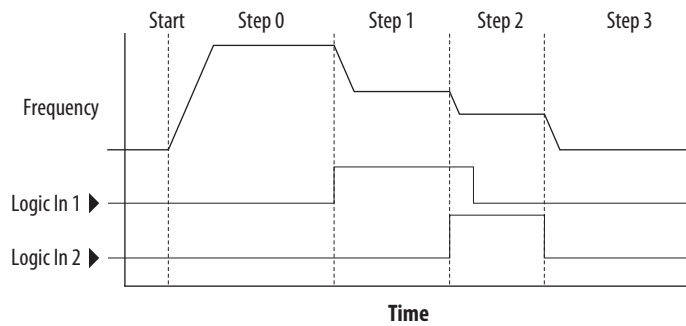 Start Step 0 Step 1 Step 2 Step 3
Frequency
Logic In 1
Logic In 2
Time